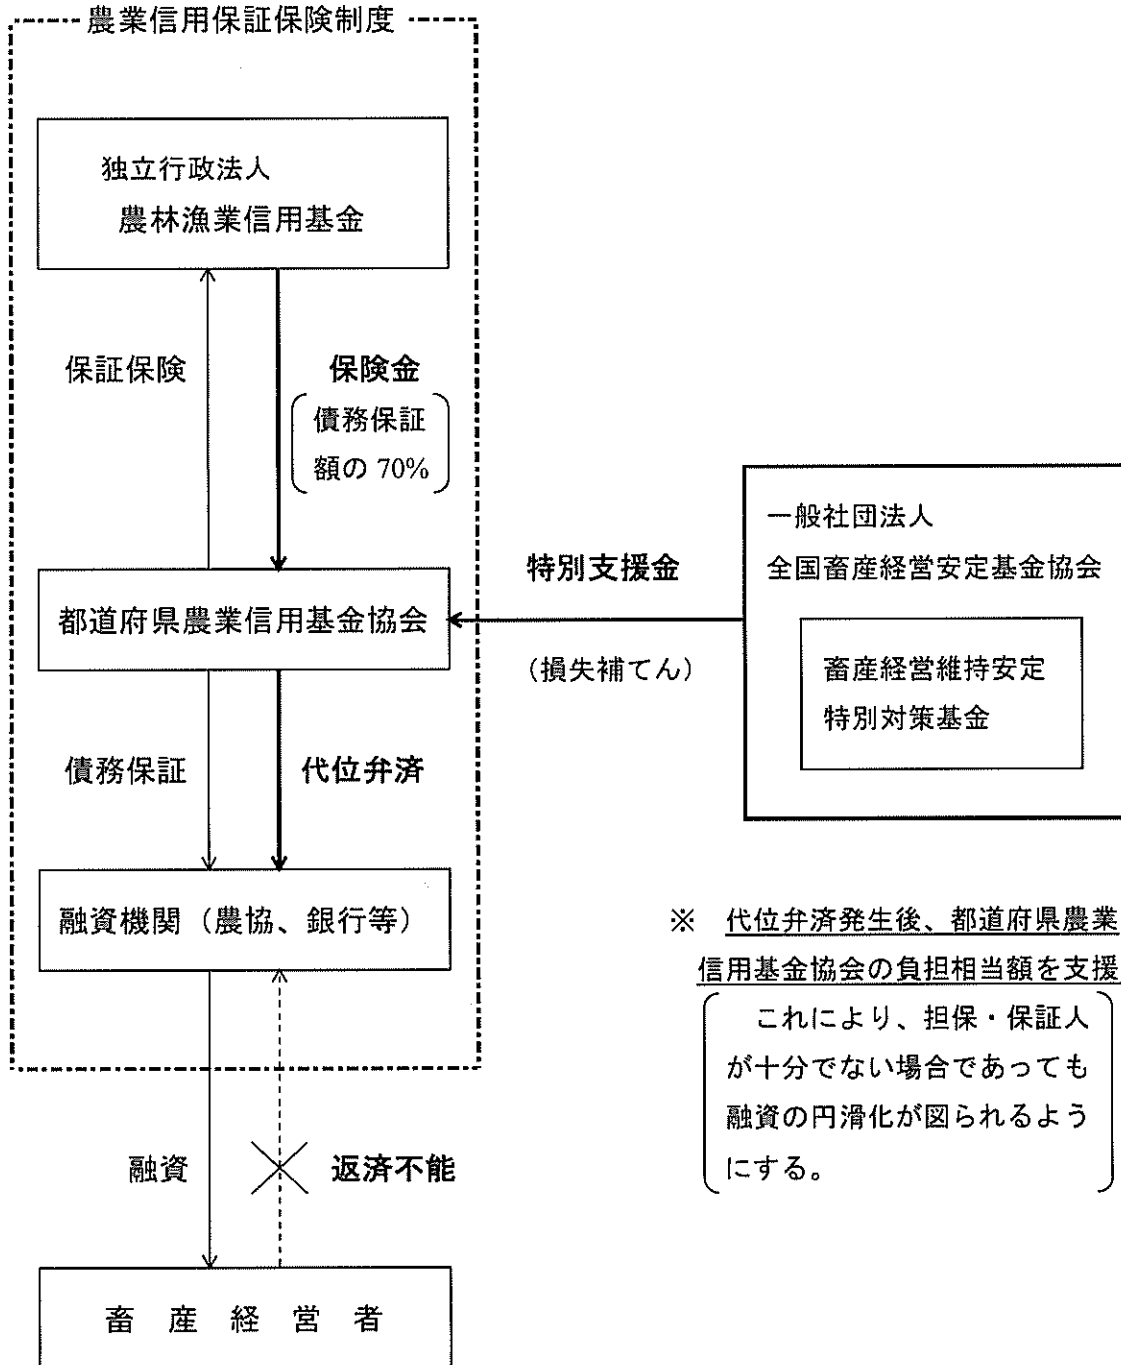 農業信用保証保険制度
独立行政法人
農林漁業信用基金
保証保険
保険金
債務保証
額の 70%
都道府県農業信用基金協会
特別支援金
(損失補てん)
一般社団法人
全国畜産経営安定基金協会
畜産経営維持安定
特別対策基金
債務保証
代位弁済
融資機関(農協、銀行等)
※ 代位弁済発生後、都道府県農業
信用基金協会の負担相当額を支援
これにより、担保・保証人
が十分でない場合であっても
融資の円滑化が図られるよう
にする。
融資
返済不能
畜産経営者